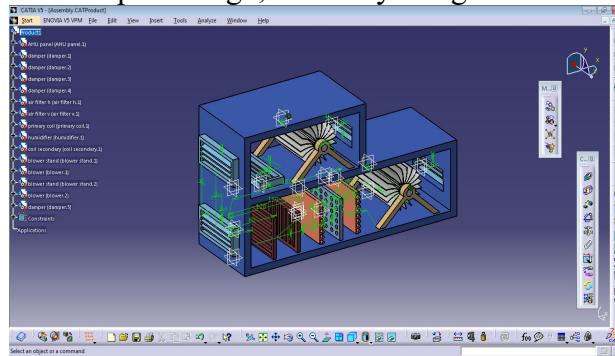 CATIA V5 - [Assembly.CATProduct]
Start ENOVIA V5 VPM File Edit View Insert Tools Analyze Window Help
Product1
AHU panel (AHU panel.1)
damper (damper.1)
damper (damper.2)
damper (damper.3)
damper (damper.4)
air filter h (air filter h.1)
air filter v (air filter v.1)
primary coil (primary coil.1)
humidifier (humidifier.1)
coil secondary (coil secondary.1)
blower stand (blower stand.1)
blower (blower.1)
blower stand (blower stand.2)
blower (blower.2)
damper (damper.5)
Constraints
Applications
M...
C...
z
y
x
Select an object or a command